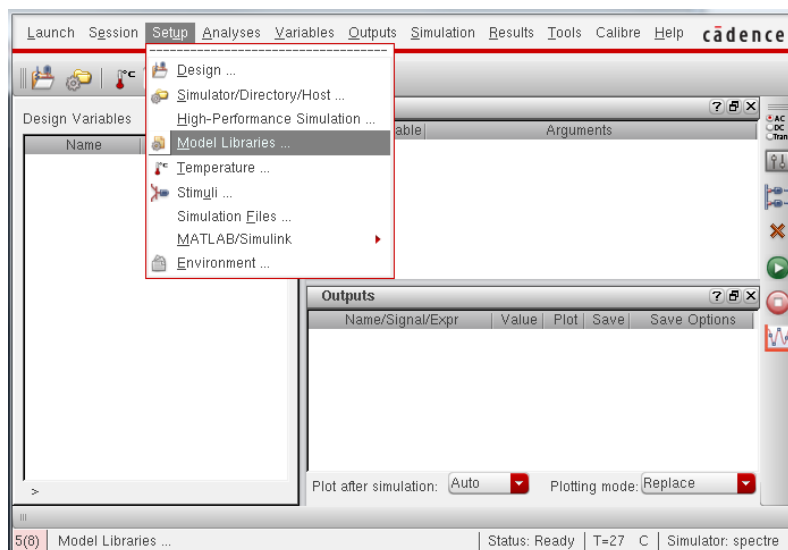 Launch Session Setup Analyses Variables Outputs Simulation Results Tools Calibre Help cādence
Design ...
Simulator/Directory/Host ...
High-Performance Simulation ...
Model Libraries ...
Temperature ...
Stimuli ...
Simulation Files ...
MATLAB/Simulink
Environment ...
°C
Design Variables
Name
able Arguments
AC
DC
Tran
Outputs
Name/Signal/Expr Value Plot Save Save Options
>
Plot after simulation: Auto Plotting mode: Replace
5(8) Model Libraries ... Status: Ready T=27 C Simulator: spectre